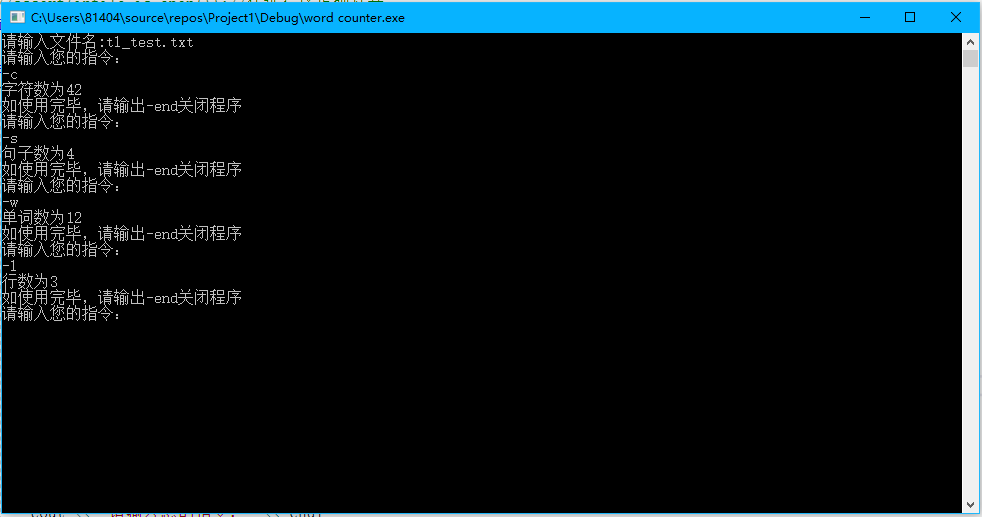 C:\Users\81404\source\repos\Project1\Debug\word counter.exe
请输入文件名:t1_test.txt
请输入您的指令:
-c
字符数为42
如使用完毕，请输出-end关闭程序
请输入您的指令:
-s
句子数为4
如使用完毕，请输出-end关闭程序
请输入您的指令:
-w
单词数为12
如使用完毕，请输出-end关闭程序
请输入您的指令:
-l
行数为3
如使用完毕，请输出-end关闭程序
请输入您的指令: